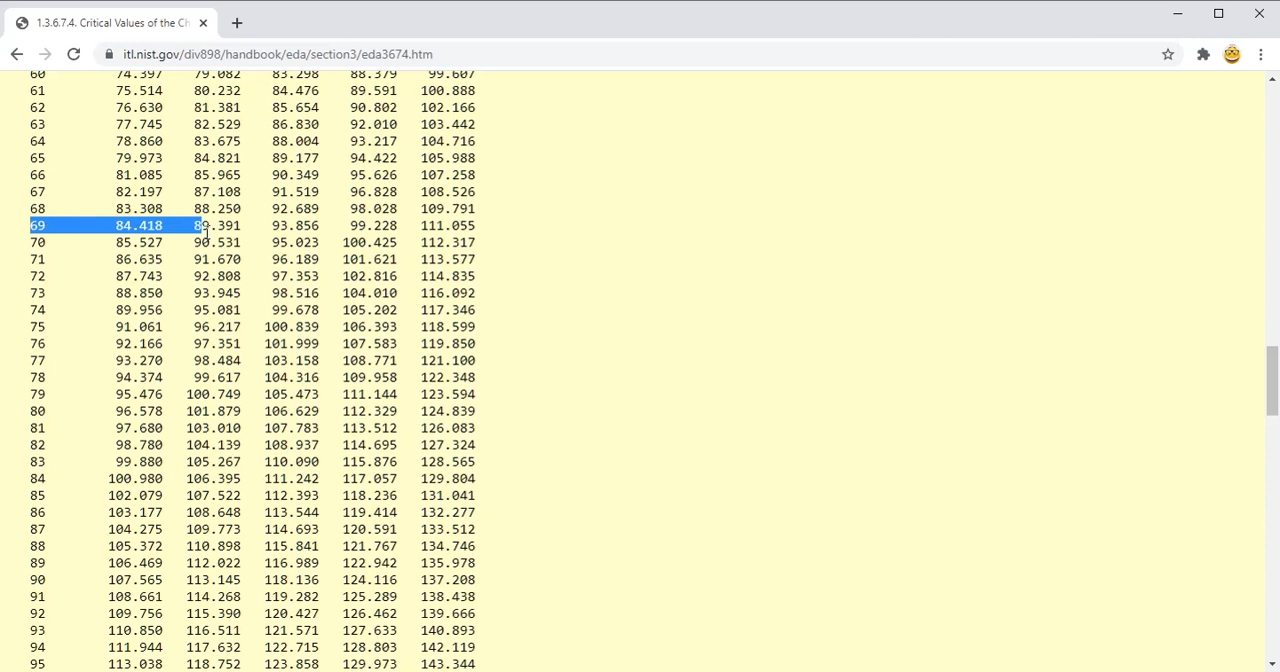 1.3.6.7.4. Critical Values of the Ch
itl.nist.gov/div898/handbook/eda/section3/eda3674.htm
60 74.397 79.082 83.298 88.379 99.607
61 75.514 80.232 84.476 89.591 100.888
62 76.630 81.381 85.654 90.802 102.166
63 77.745 82.529 86.830 92.010 103.442
64 78.860 83.675 88.004 93.217 104.716
65 79.973 84.821 89.177 94.422 105.988
66 81.085 85.965 90.349 95.626 107.258
67 82.197 87.108 91.519 96.828 108.526
68 83.308 88.250 92.689 98.028 109.791
69 84.418 89.391 93.856 99.228 111.055
70 85.527 90.531 95.023 100.425 112.317
71 86.635 91.670 96.189 101.621 113.577
72 87.743 92.808 97.353 102.816 114.835
73 88.850 93.945 98.516 104.010 116.092
74 89.956 95.081 99.678 105.202 117.346
75 91.061 96.217 100.839 106.393 118.599
76 92.166 97.351 101.999 107.583 119.850
77 93.270 98.484 103.158 108.771 121.100
78 94.374 99.617 104.316 109.958 122.348
79 95.476 100.749 105.473 111.144 123.594
80 96.578 101.879 106.629 112.329 124.839
81 97.680 103.010 107.783 113.512 126.083
82 98.780 104.139 108.937 114.695 127.324
83 99.880 105.267 110.090 115.876 128.565
84 100.980 106.395 111.242 117.057 129.804
85 102.079 107.522 112.393 118.236 131.041
86 103.177 108.648 113.544 119.414 132.277
87 104.275 109.773 114.693 120.591 133.512
88 105.372 110.898 115.841 121.767 134.746
89 106.469 112.022 116.989 122.942 135.978
90 107.565 113.145 118.136 124.116 137.208
91 108.661 114.268 119.282 125.289 138.438
92 109.756 115.390 120.427 126.462 139.666
93 110.850 116.511 121.571 127.633 140.893
94 111.944 117.632 122.715 128.803 142.119
95 113.038 118.752 123.858 129.973 143.344